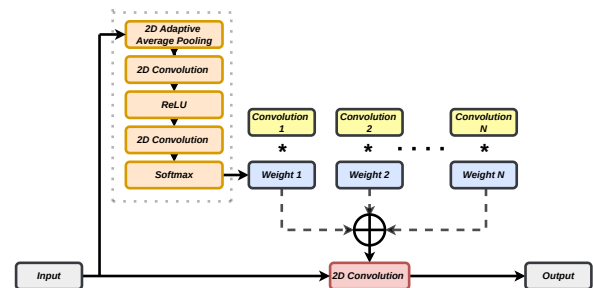 2D Adaptive
Average Pooling
2D Convolution
ReLU
2D Convolution
Softmax
Convolution
1
Convolution
2
Convolution
N
* * . . . . *
Weight 1
Weight 2
Weight N
Input
2D Convolution
Output